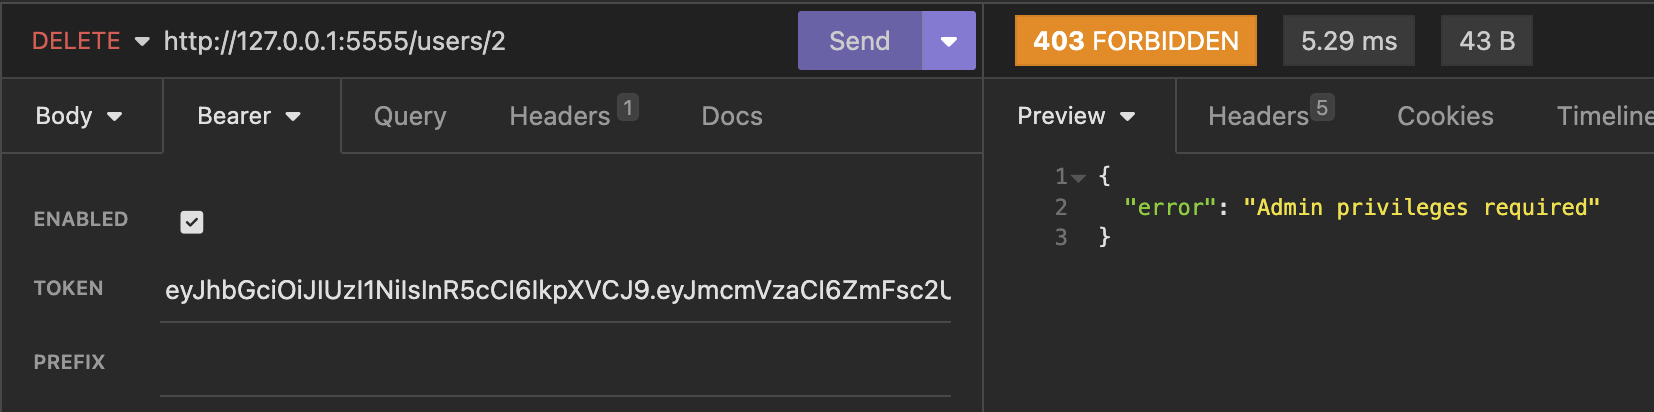 DELETE http://127.0.0.1:5555/users/2 Send
403 FORBIDDEN 5.29 ms 43 B
Body Bearer Query Headers 1 Docs
Preview Headers 5 Cookies Timeline
ENABLED
TOKEN eyJhbGciOiJIUzI1NiIsInR5cCI6IkpXVCJ9.eyJmcmVzaCI6ZmFsc2U
PREFIX
1 {
2 "error": "Admin privileges required"
3 }